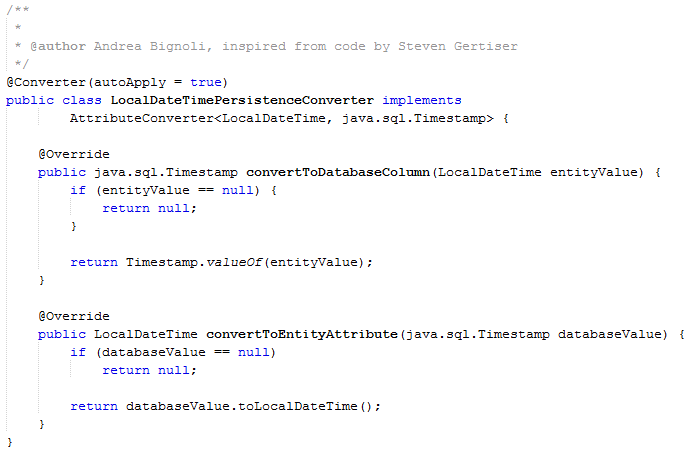 /**
 *
 * @author Andrea Bignoli, inspired from code by Steven Gertiser
 */
@Converter(autoApply = true)
public class LocalDateTimePersistenceConverter implements
        AttributeConverter<LocalDateTime, java.sql.Timestamp> {

    @Override
    public java.sql.Timestamp convertToDatabaseColumn(LocalDateTime entityValue) {
        if (entityValue == null) {
            return null;
        }

        return Timestamp.valueOf(entityValue);
    }

    @Override
    public LocalDateTime convertToEntityAttribute(java.sql.Timestamp databaseValue) {
        if (databaseValue == null)
            return null;

        return databaseValue.toLocalDateTime();
    }
}